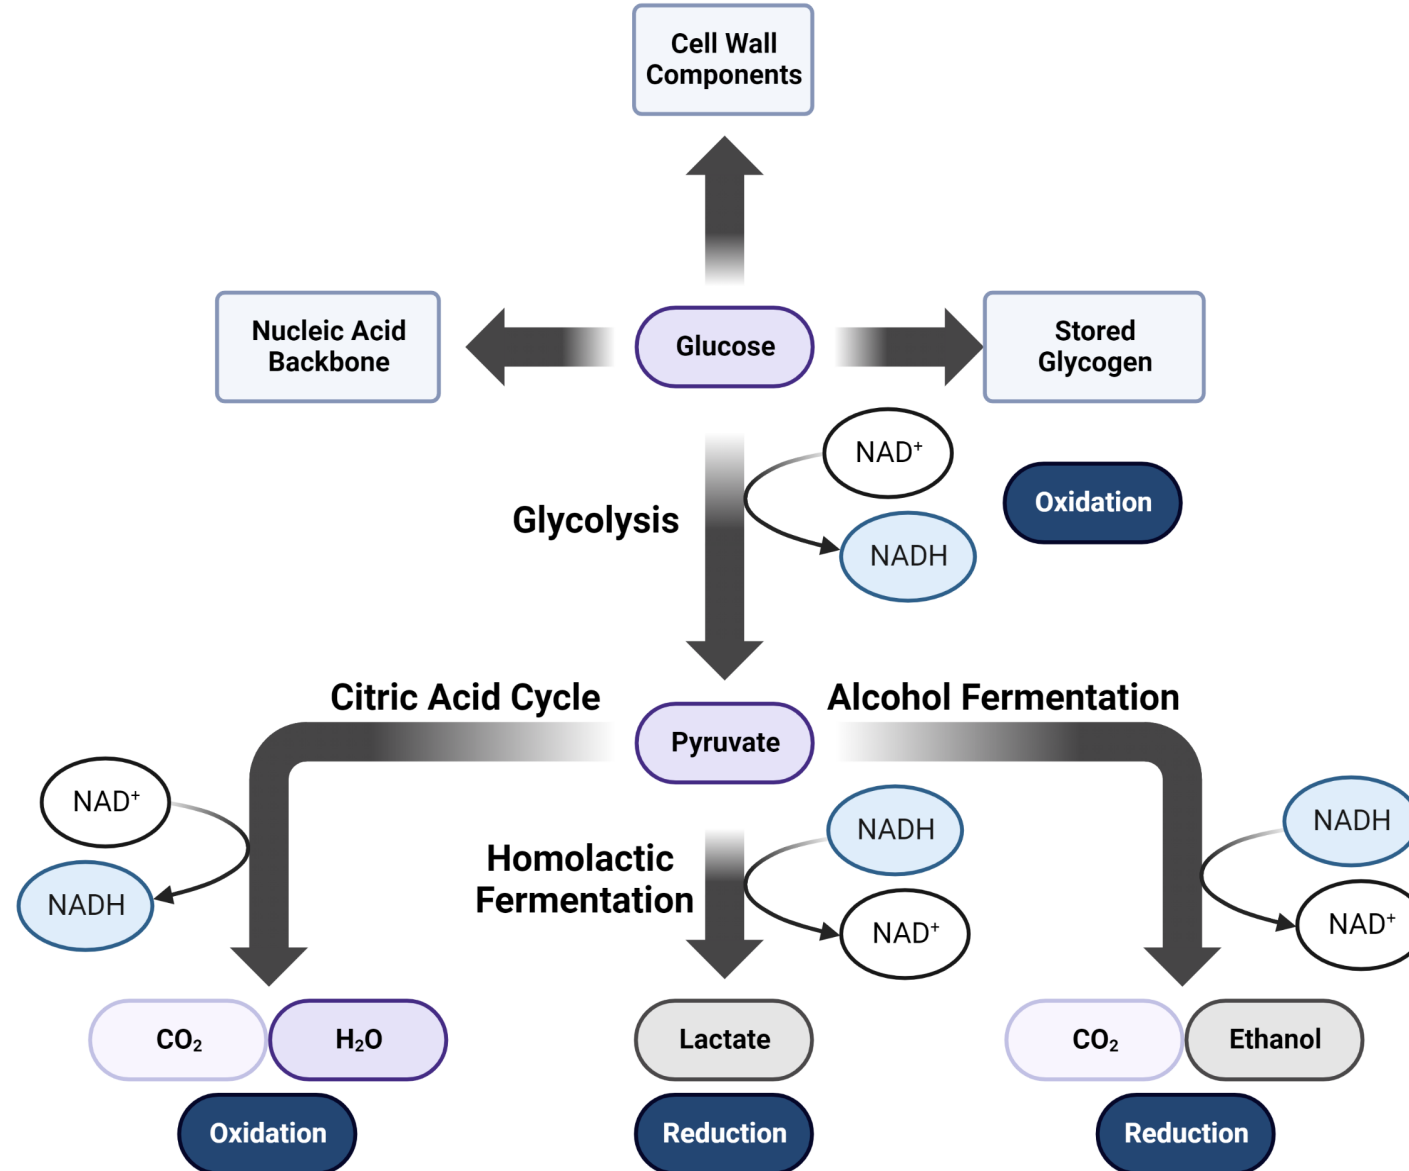 Cell Wall
Components
Nucleic Acid
Backbone
Glucose
Stored
Glycogen
NAD⁺
Oxidation
Glycolysis
NADH
Citric Acid Cycle
Alcohol Fermentation
Pyruvate
NAD⁺
NADH
Homolactic
Fermentation
NADH
NAD⁺
NADH
NAD⁺
CO₂
H₂O
Lactate
CO₂
Ethanol
Oxidation
Reduction
Reduction